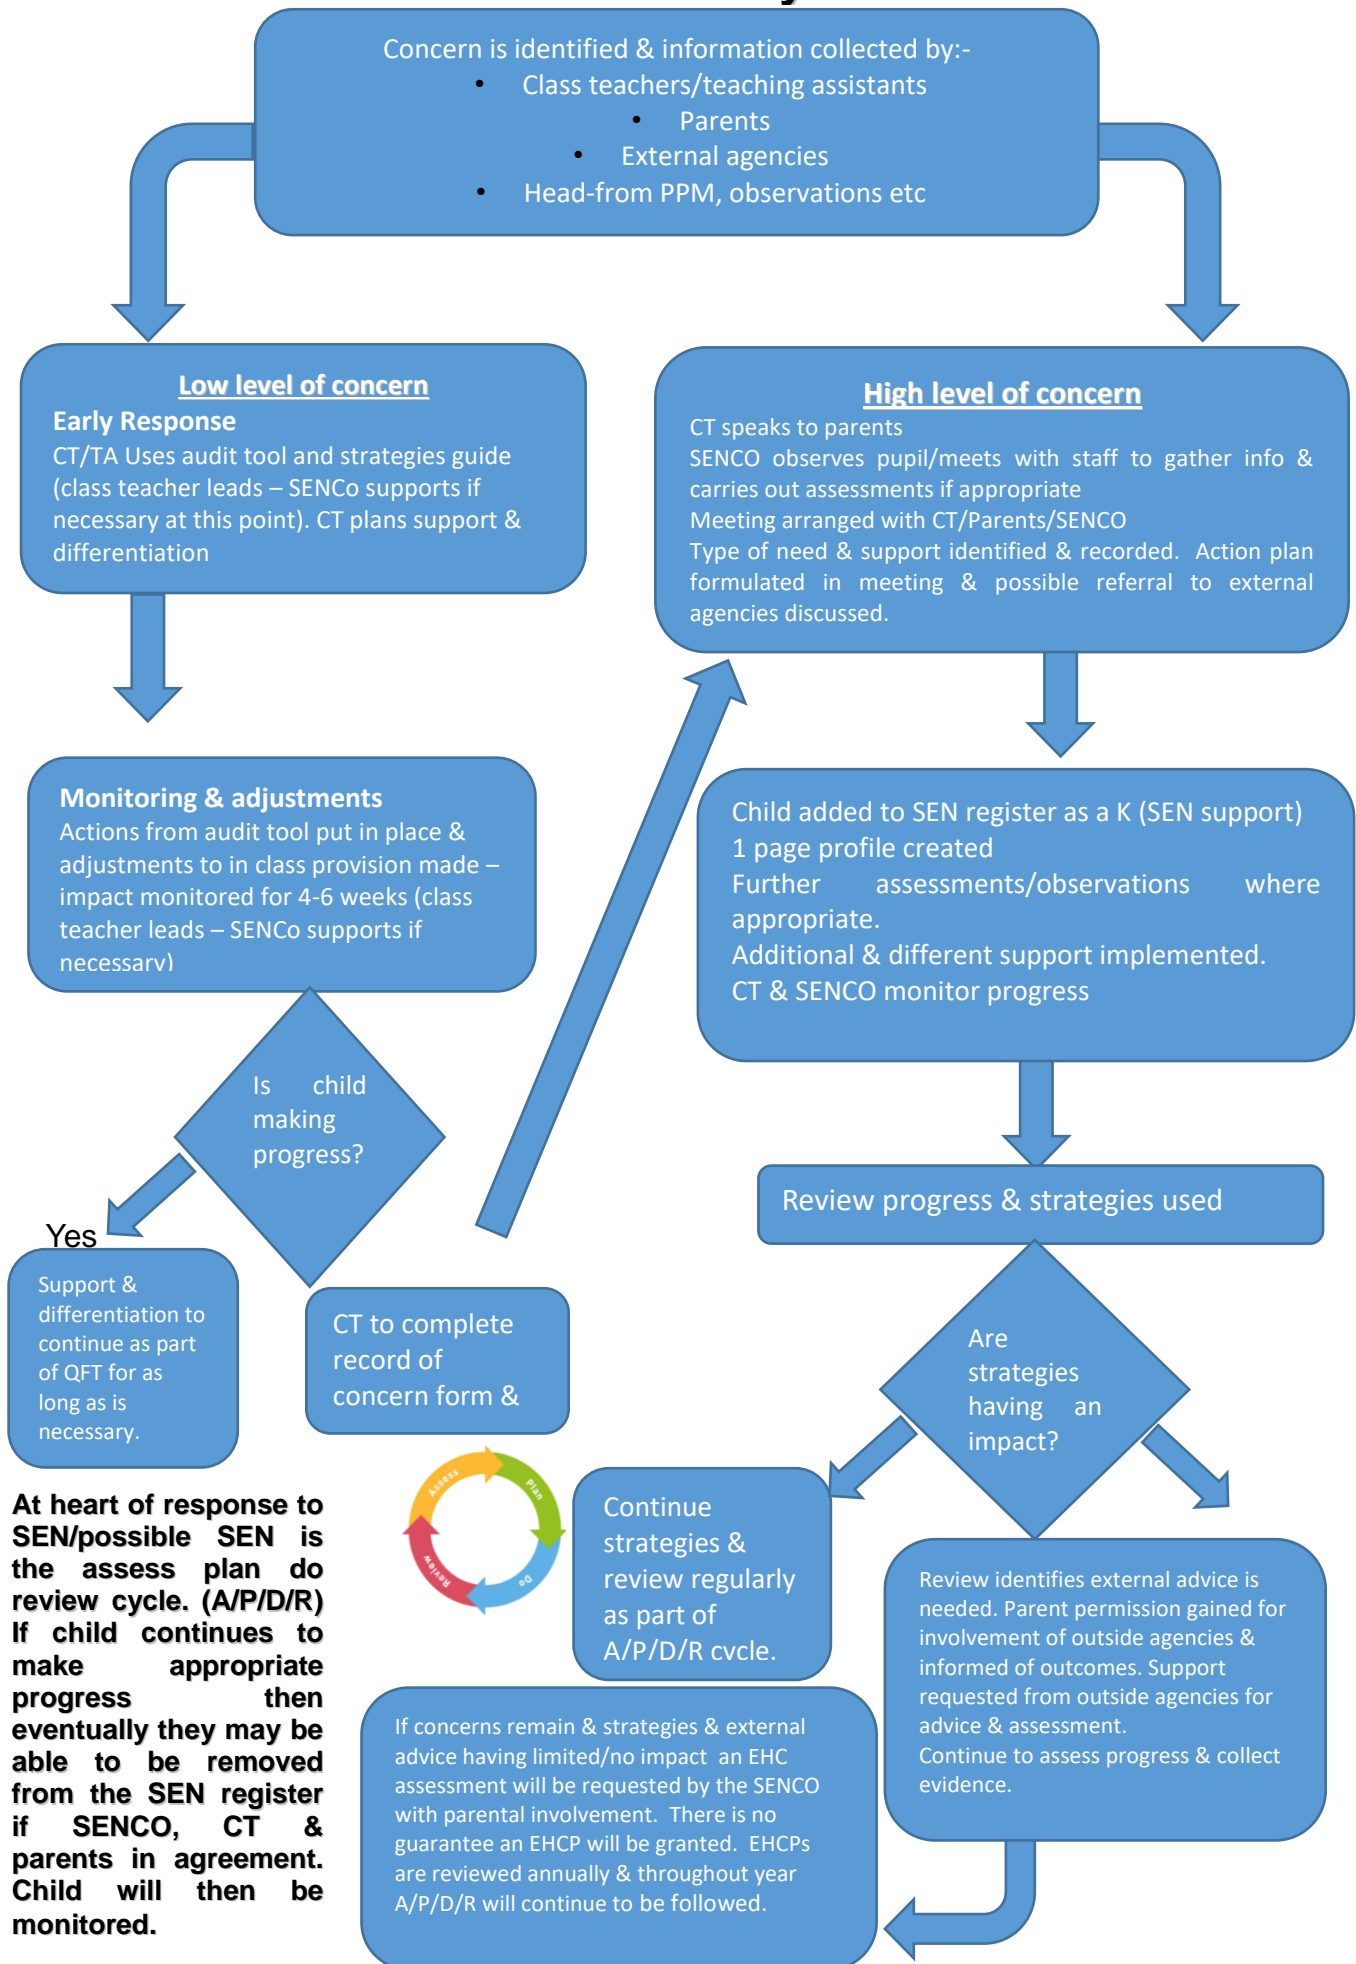 Concern is identified & information collected by:-
• Class teachers/teaching assistants
• Parents
• External agencies
• Head-from PPM, observations etc
Low level of concern
Early Response
CT/TA Uses audit tool and strategies guide
(class teacher leads – SENCo supports if
necessary at this point). CT plans support &
differentiation
High level of concern
CT speaks to parents
SENCO observes pupil/meets with staff to gather info &
carries out assessments if appropriate
Meeting arranged with CT/Parents/SENCO
Type of need & support identified & recorded. Action plan
formulated in meeting & possible referral to external
agencies discussed.
Monitoring & adjustments
Actions from audit tool put in place &
adjustments to in class provision made –
impact monitored for 4-6 weeks (class
teacher leads – SENCo supports if
necessary)
Child added to SEN register as a K (SEN support)
1 page profile created
Further assessments/observations where
appropriate.
Additional & different support implemented.
CT & SENCO monitor progress
Is child
making
progress?
Review progress & strategies used
Yes
Support &
differentiation to
continue as part
of QFT for as
long as is
necessary.
CT to complete
record of
concern form &
Are
strategies
having an
impact?
At heart of response to
SEN/possible SEN is
the assess plan do
review cycle. (A/P/D/R)
If child continues to
make appropriate
progress then
eventually they may be
able to be removed
from the SEN register
if SENCO, CT &
parents in agreement.
Child will then be
monitored.
Assess
Plan
Do
Review
Continue
strategies &
review regularly
as part of
A/P/D/R cycle.
Review identifies external advice is
needed. Parent permission gained for
involvement of outside agencies &
informed of outcomes. Support
requested from outside agencies for
advice & assessment.
Continue to assess progress & collect
evidence.
If concerns remain & strategies & external
advice having limited/no impact an EHC
assessment will be requested by the SENCO
with parental involvement. There is no
guarantee an EHCP will be granted. EHCPs
are reviewed annually & throughout year
A/P/D/R will continue to be followed.